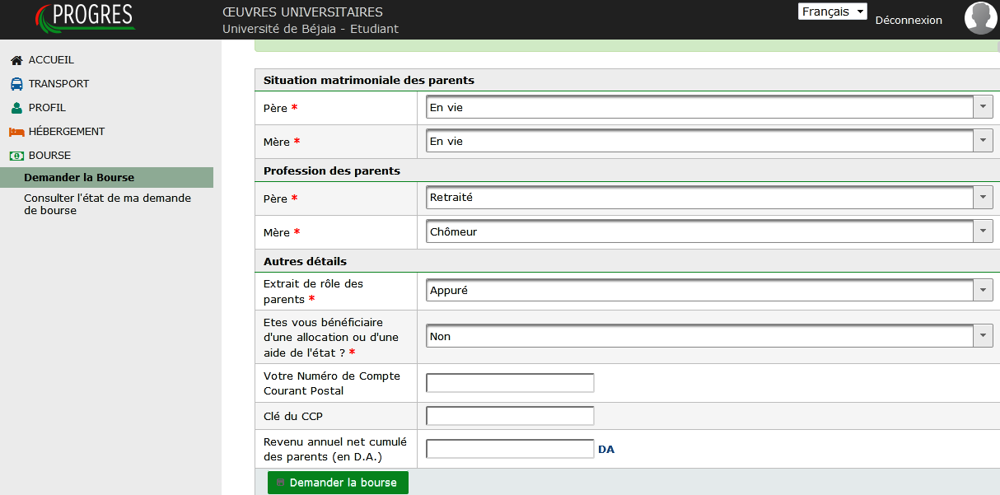 PROGRES
ŒUVRES UNIVERSITAIRES
Université de Béjaia - Etudiant
Français
Déconnexion
ACCUEIL
TRANSPORT
PROFIL
HÉBERGEMENT
BOURSE
Demander la Bourse
Consulter l'état de ma demande
de bourse
Situation matrimoniale des parents
Père *
En vie
Mère *
En vie
Profession des parents
Père *
Retraité
Mère *
Chômeur
Autres détails
Extrait de rôle des
parents *
Appuré
Etes vous bénéficiaire
d'une allocation ou d'une
aide de l'état ? *
Non
Votre Numéro de Compte
Courant Postal
Clé du CCP
Revenu annuel net cumulé
des parents (en D.A.)
DA
Demander la bourse